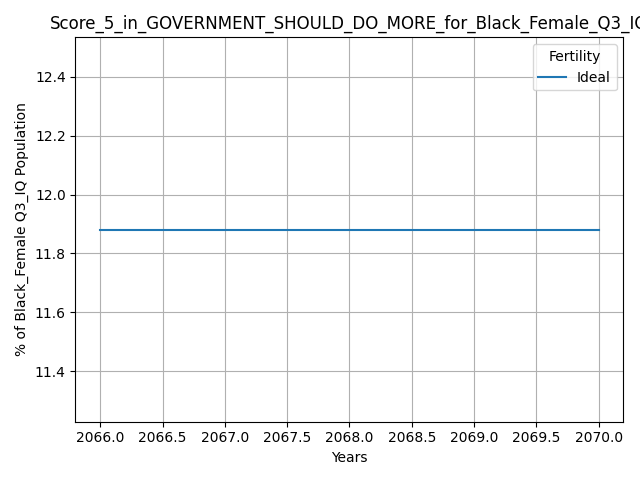 Score_5_in_GOVERNMENT_SHOULD_DO_MORE_for_Black_Female_Q3_IQ
Fertility
Ideal
% of Black_Female Q3_IQ Population
12.4
12.2
12.0
11.8
11.6
11.4
2066.0 2066.5 2067.0 2067.5 2068.0 2068.5 2069.0 2069.5 2070.0
Years